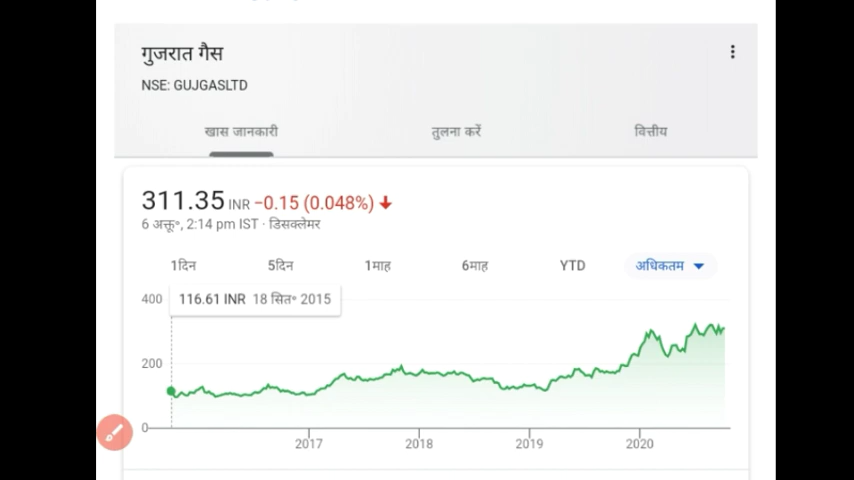 गुजरात गैस
NSE: GUJGASLTD
खास जानकारी तुलना करें वित्तीय
311.35 INR −0.15 (0.048%)
6 अक्तू॰, 2:14 pm IST · डिसक्लेमर
1दिन 5दिन 1माह 6माह YTD अधिकतम
400
116.61 INR 18 सित॰ 2015
200
0
2017 2018 2019 2020